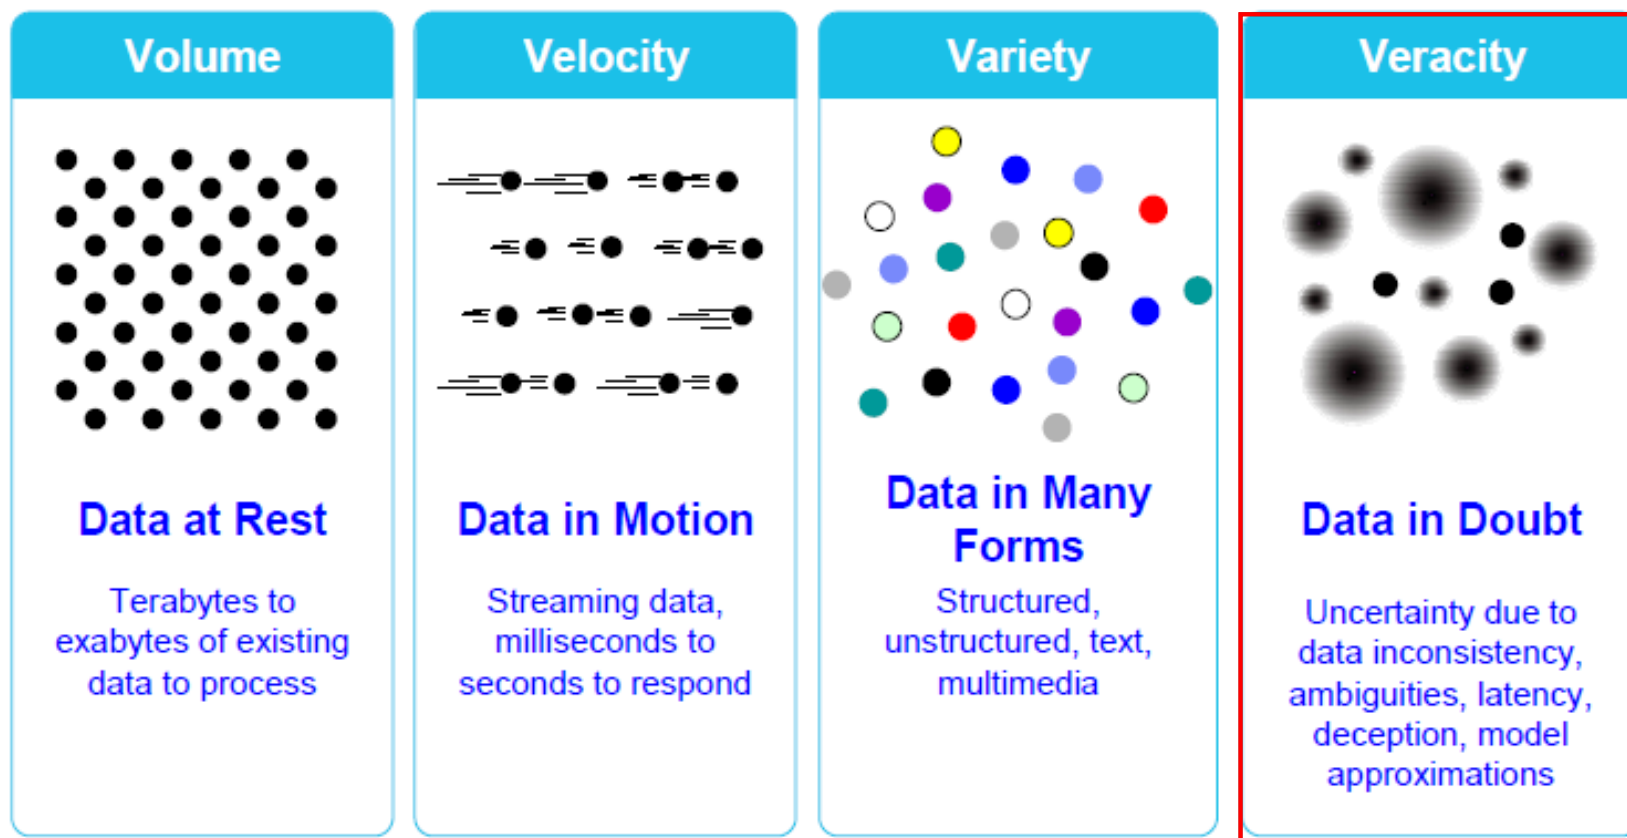 Volume
Data at Rest
Terabytes to
exabytes of existing
data to process
Velocity
Data in Motion
Streaming data,
milliseconds to
seconds to respond
Variety
Data in Many
Forms
Structured,
unstructured, text,
multimedia
Veracity
Data in Doubt
Uncertainty due to
data inconsistency,
ambiguities, latency,
deception, model
approximations